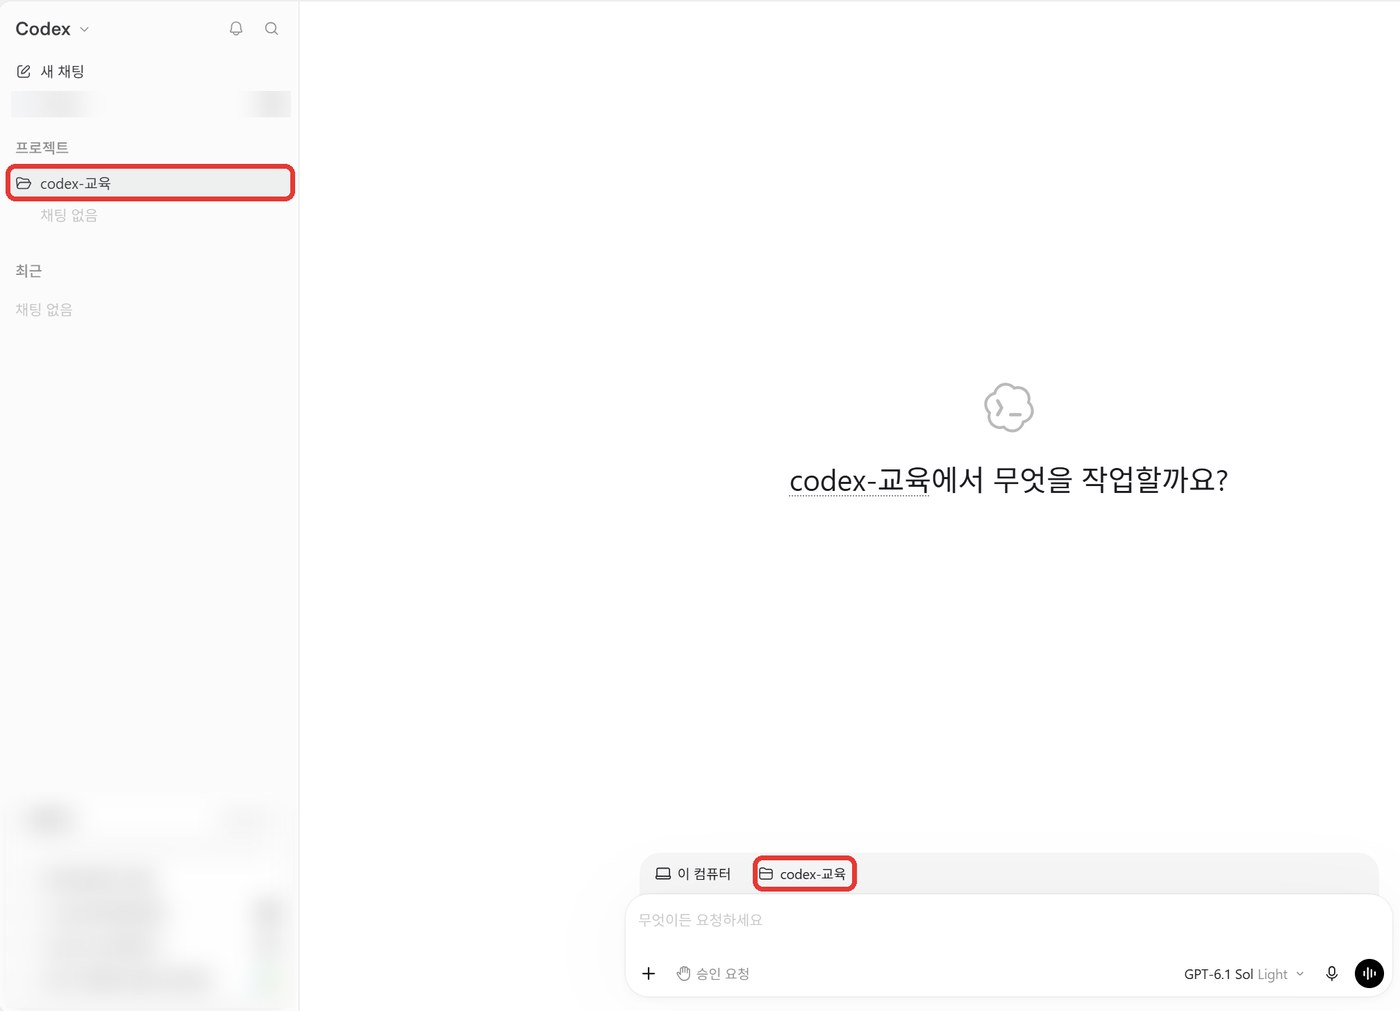 Codex
새 채팅
프로젝트
codex-교육
채팅 없음
최근
채팅 없음
codex-교육에서 무엇을 작업할까요?
이 컴퓨터 codex-교육
무엇이든 요청하세요
승인 요청 GPT-6.1 Sol Light